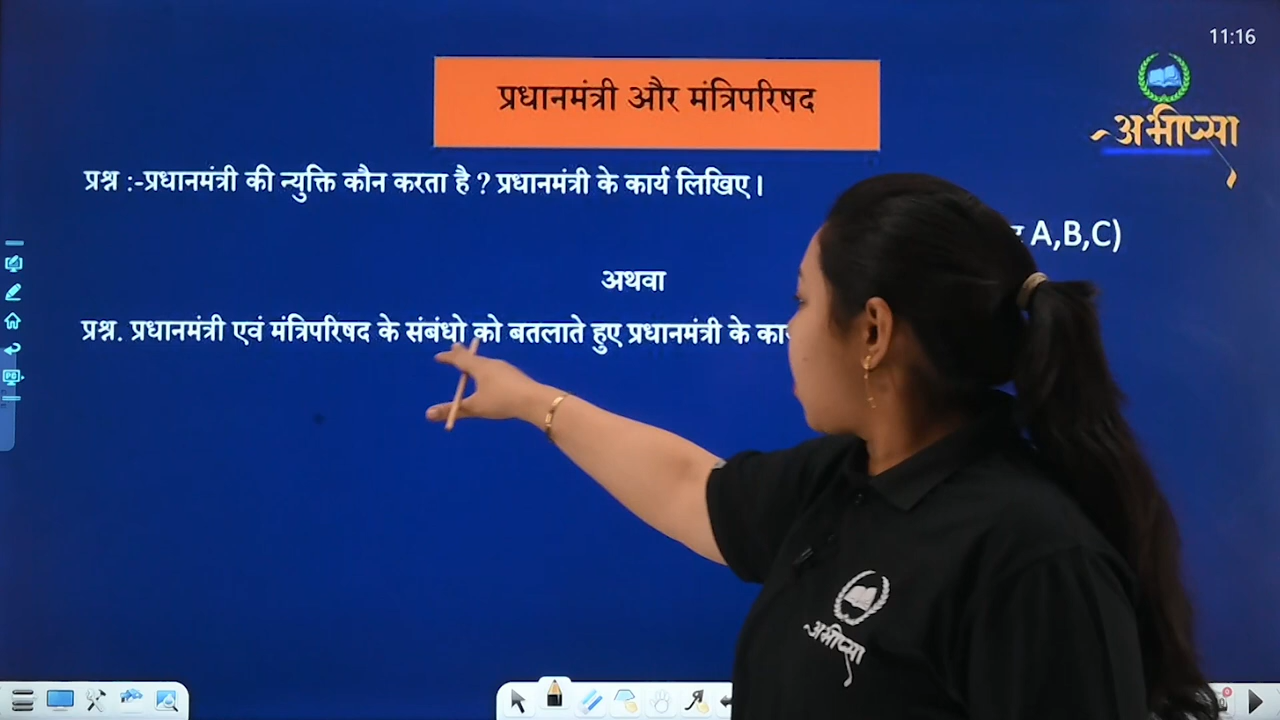 11:16
प्रधानमंत्री और मंत्रिपरिषद
अभीप्सा
प्रश्न :-प्रधानमंत्री की न्युक्ति कौन करता है ? प्रधानमंत्री के कार्य लिखिए।
A,B,C)
अथवा
प्रश्न. प्रधानमंत्री एवं मंत्रिपरिषद के संबंधो को बतलाते हुए प्रधानमंत्री के
अभीप्सा